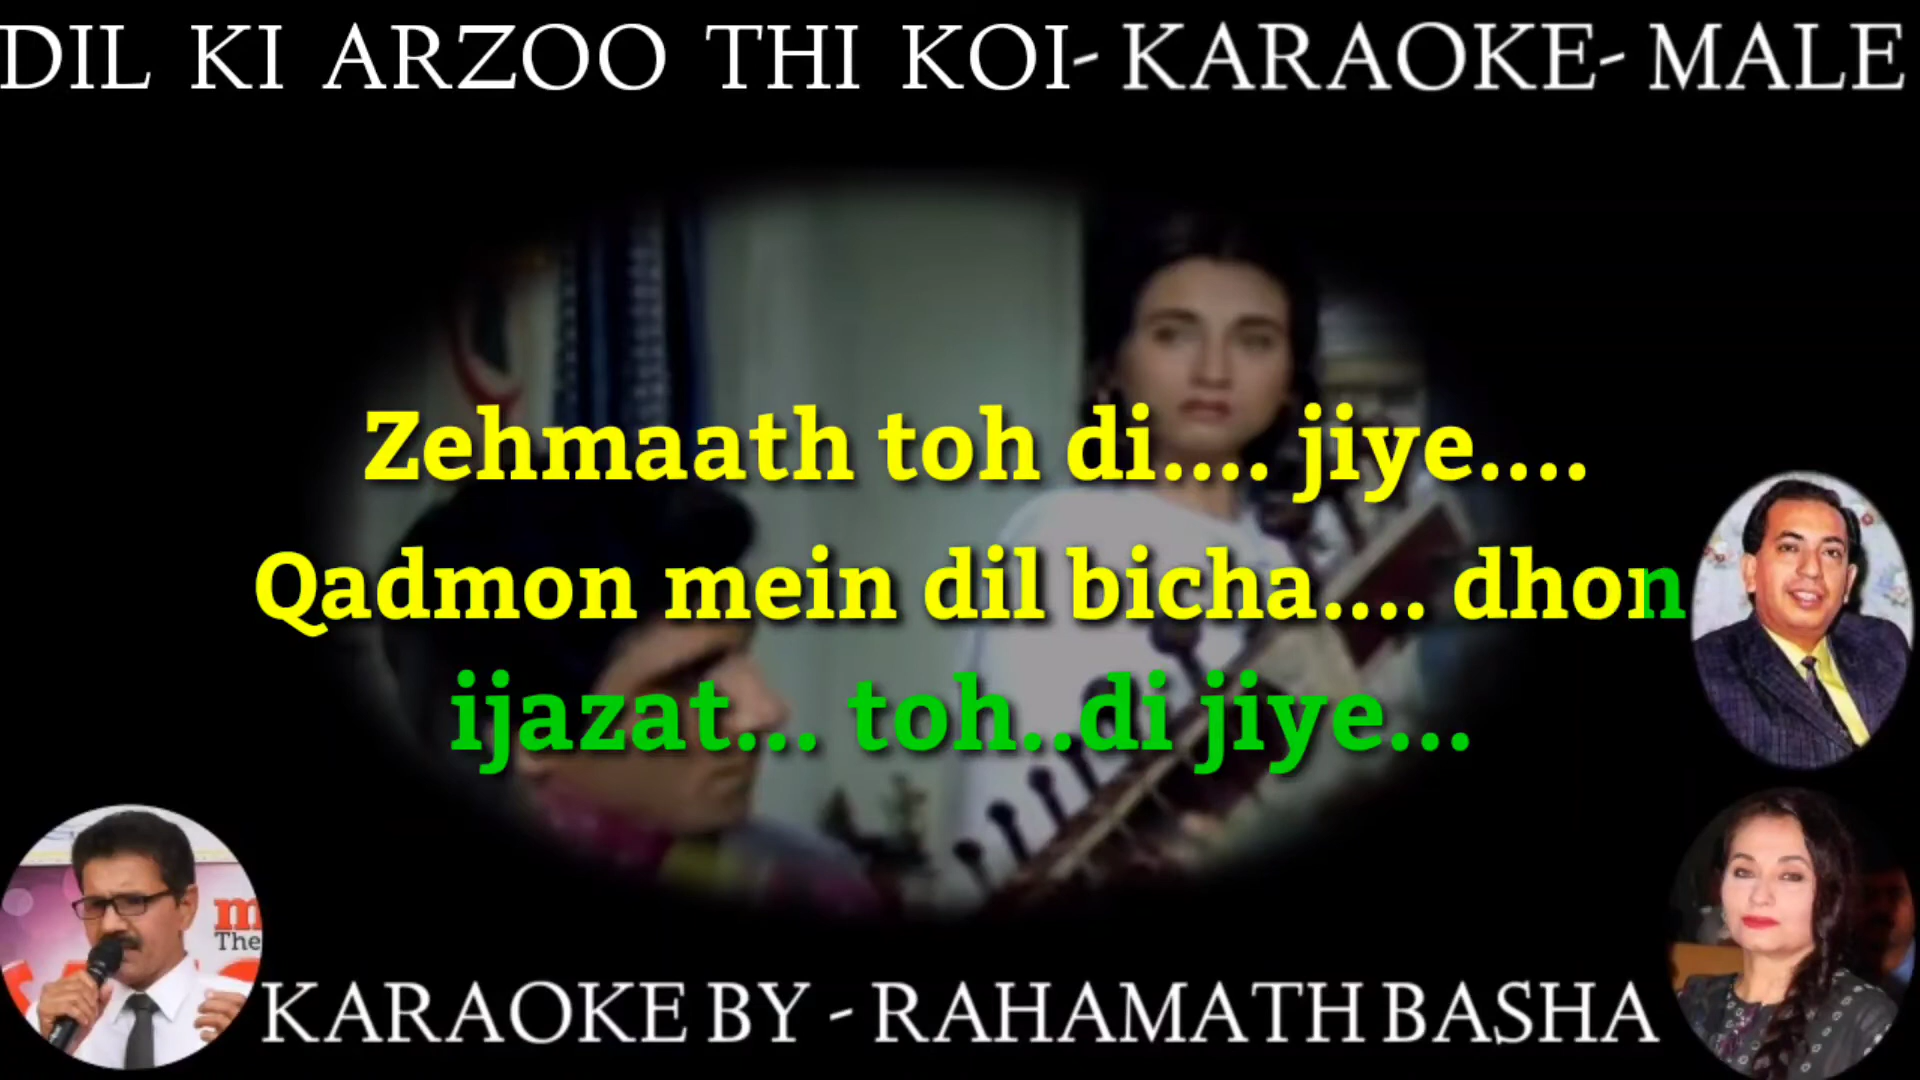 DIL KI ARZOO THI KOI- KARAOKE- MALE
Zehmaath toh di.... jiye....
Qadmon mein dil bicha.... dhon
ijazat... toh..di jiye...
m
The
KARAOKE BY - RAHAMATH BASHA